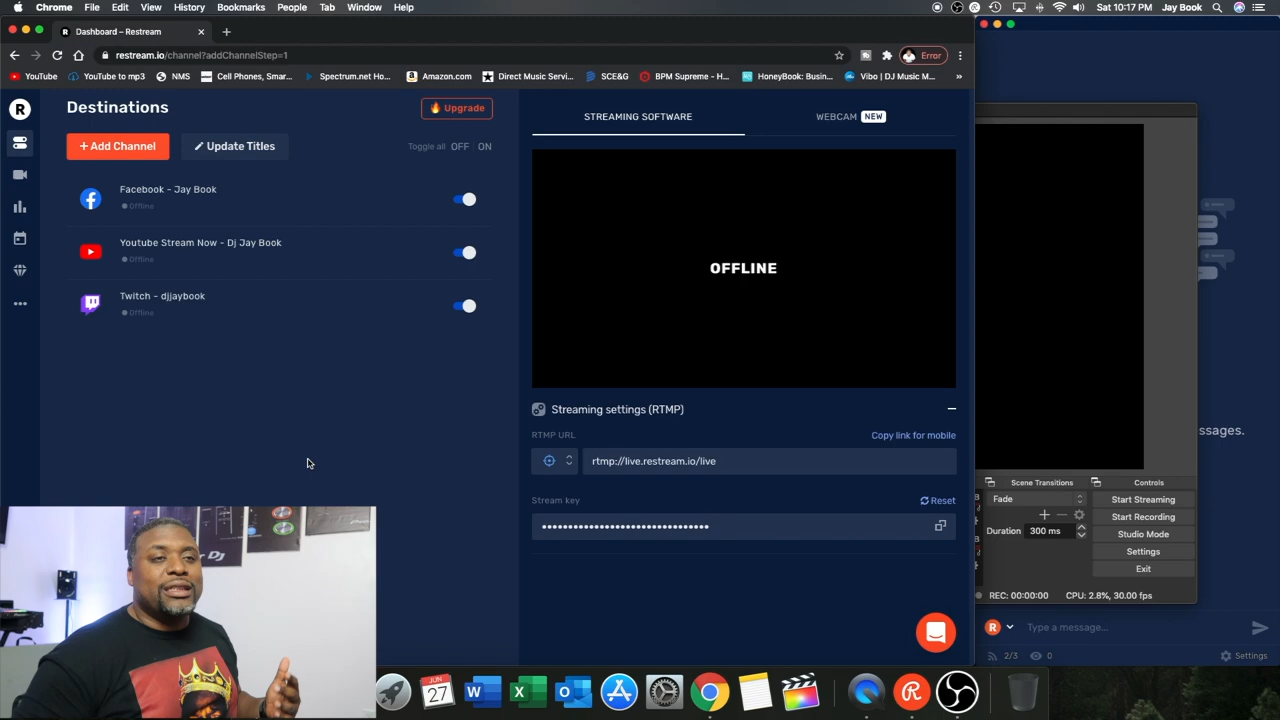 Chrome File Edit View History Bookmarks People Tab Window Help Sat 10:17 PM Jay Book
Dashboard – Restream
restream.io/channel?addChannelStep=1
Error
YouTube YouTube to mp3 NMS Cell Phones, Smar... Spectrum.net Ho... Amazon.com Direct Music Servic... SCE&G BPM Supreme - H... HoneyBook: Busin... Vibo | DJ Music M... »
R
Destinations
Upgrade
+ Add Channel
Update Titles
Toggle all OFF ON
Facebook - Jay Book
Offline
Youtube Stream Now - Dj Jay Book
Offline
Twitch - djjaybook
Offline
STREAMING SOFTWARE
WEBCAM NEW
OFFLINE
Streaming settings (RTMP)
RTMP URL
Copy link for mobile
rtmp://live.restream.io/live
Stream key
Reset
ssages.
Scene Transitions
Controls
Fade
Duration 300 ms
Start Streaming
Start Recording
Studio Mode
Settings
Exit
REC: 00:00:00 CPU: 2.8%, 30.00 fps
R
Type a message...
2/3 0
Settings
JUN
27
W
X
R